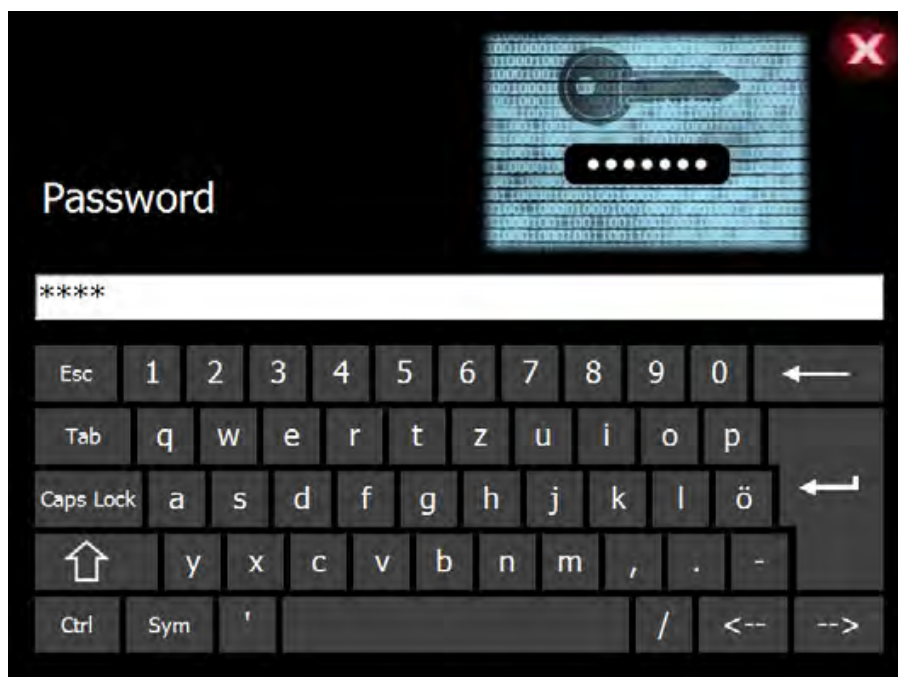 X
Password
****
Esc 1 2 3 4 5 6 7 8 9 0
Tab q w e r t z u i o p
Caps Lock a s d f g h j k l ö
y x c v b n m , . -
Ctrl Sym ' / <-- -->